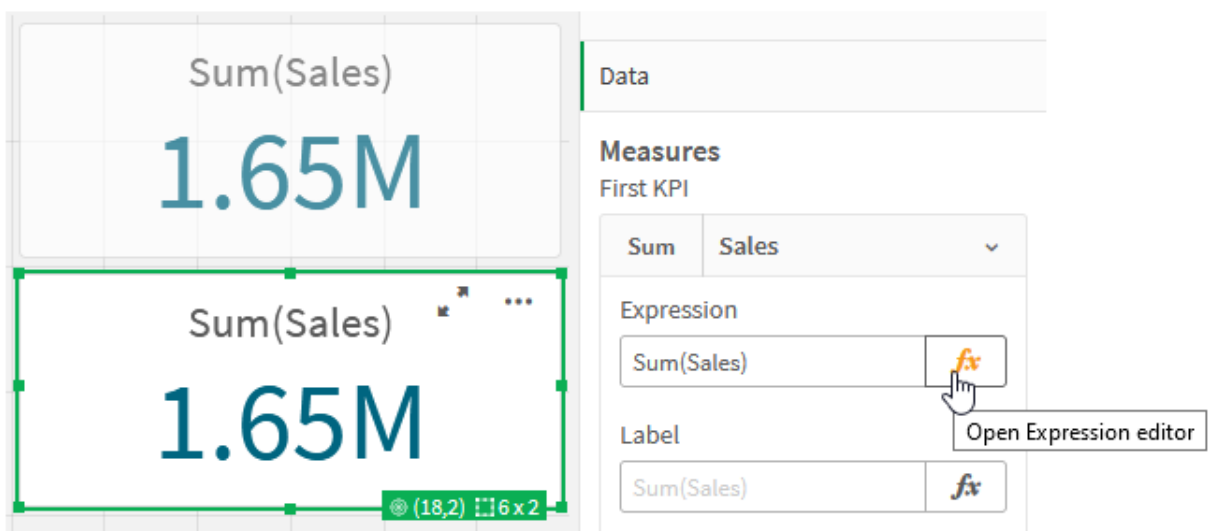 Sum(Sales)
1.65M
Sum(Sales)
1.65M
(18,2) 6 x 2
Data
Measures
First KPI
Sum Sales
Expression
Sum(Sales) fx
Open Expression editor
Label
Sum(Sales) fx